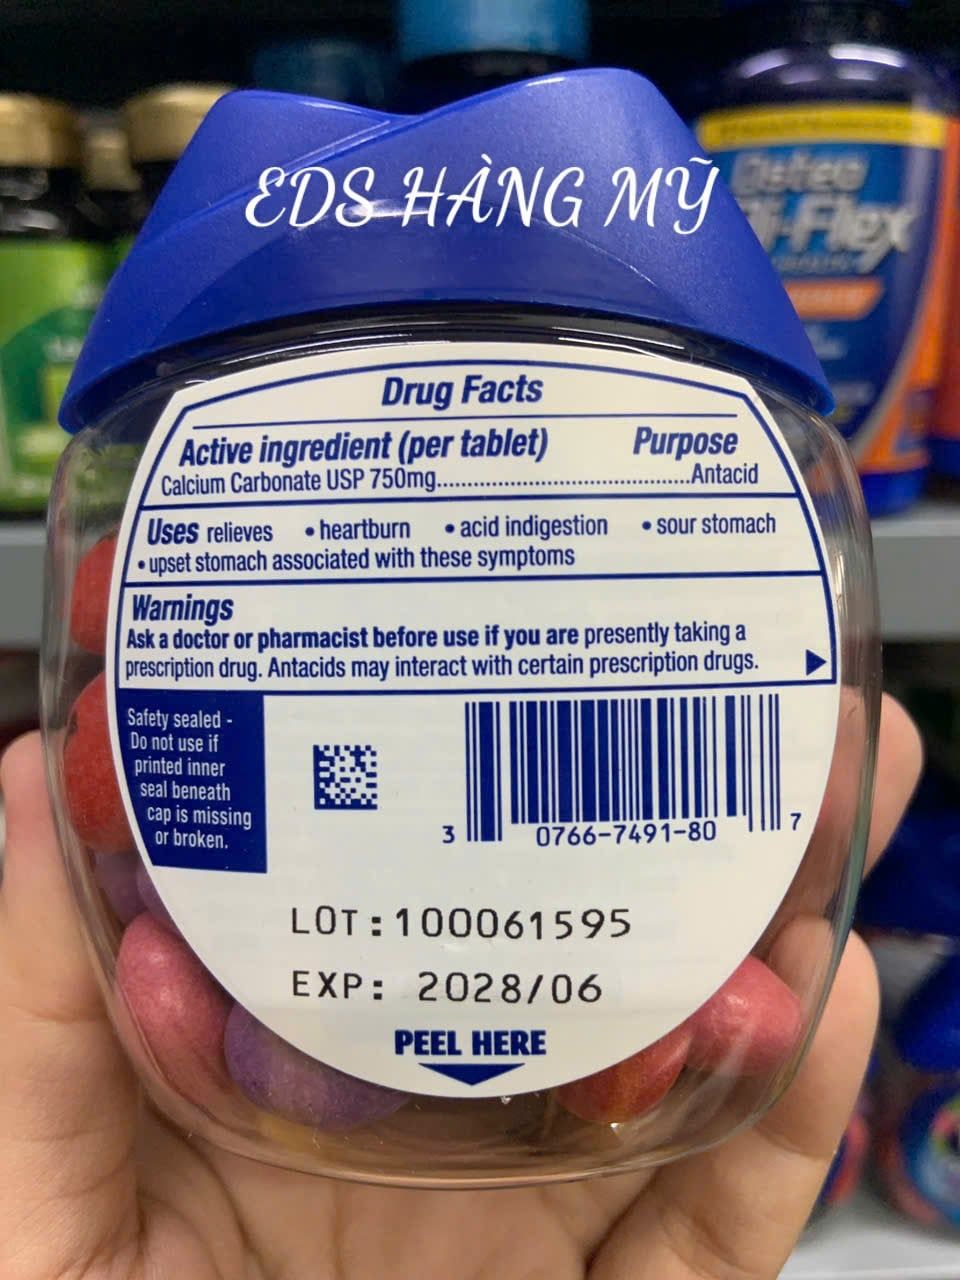 EDS HÀNG MỸ
Osteo
Bi-Flex
Drug Facts
Active ingredient (per tablet) Purpose
Calcium Carbonate USP 750mg..........................................Antacid
Uses relieves • heartburn • acid indigestion • sour stomach
• upset stomach associated with these symptoms
Warnings
Ask a doctor or pharmacist before use if you are presently taking a
prescription drug. Antacids may interact with certain prescription drugs.
Safety sealed -
Do not use if
printed inner
seal beneath
cap is missing
or broken.
3 0766-7491-80 7
LOT:100061595
EXP: 2028/06
PEEL HERE